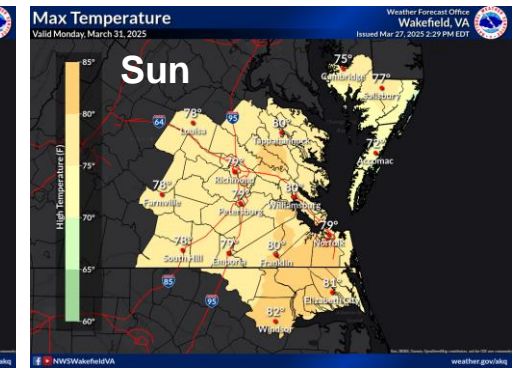 Max Temperature
Valid Monday, March 31, 2025
Weather Forecast Office
Wakefield, VA
Issued Mar 27, 2025 2:29 PM EDT
Sun
High Temperature (F)
85°
80°
75°
70°
65°
60°
75°
Cambridge
77°
Salisbury
72°
Accomac
64
95
78°
Louisa
80°
Tappahannock
79°
Richmond
78°
Farmville
79°
Petersburg
80°
Williamsburg
79°
Norfolk
78°
South Hill
79°
Emporia
80°
Franklin
81°
Elizabeth City
82°
Windsor
85
95
NWSWakefieldVA
weather.gov/akq
akq